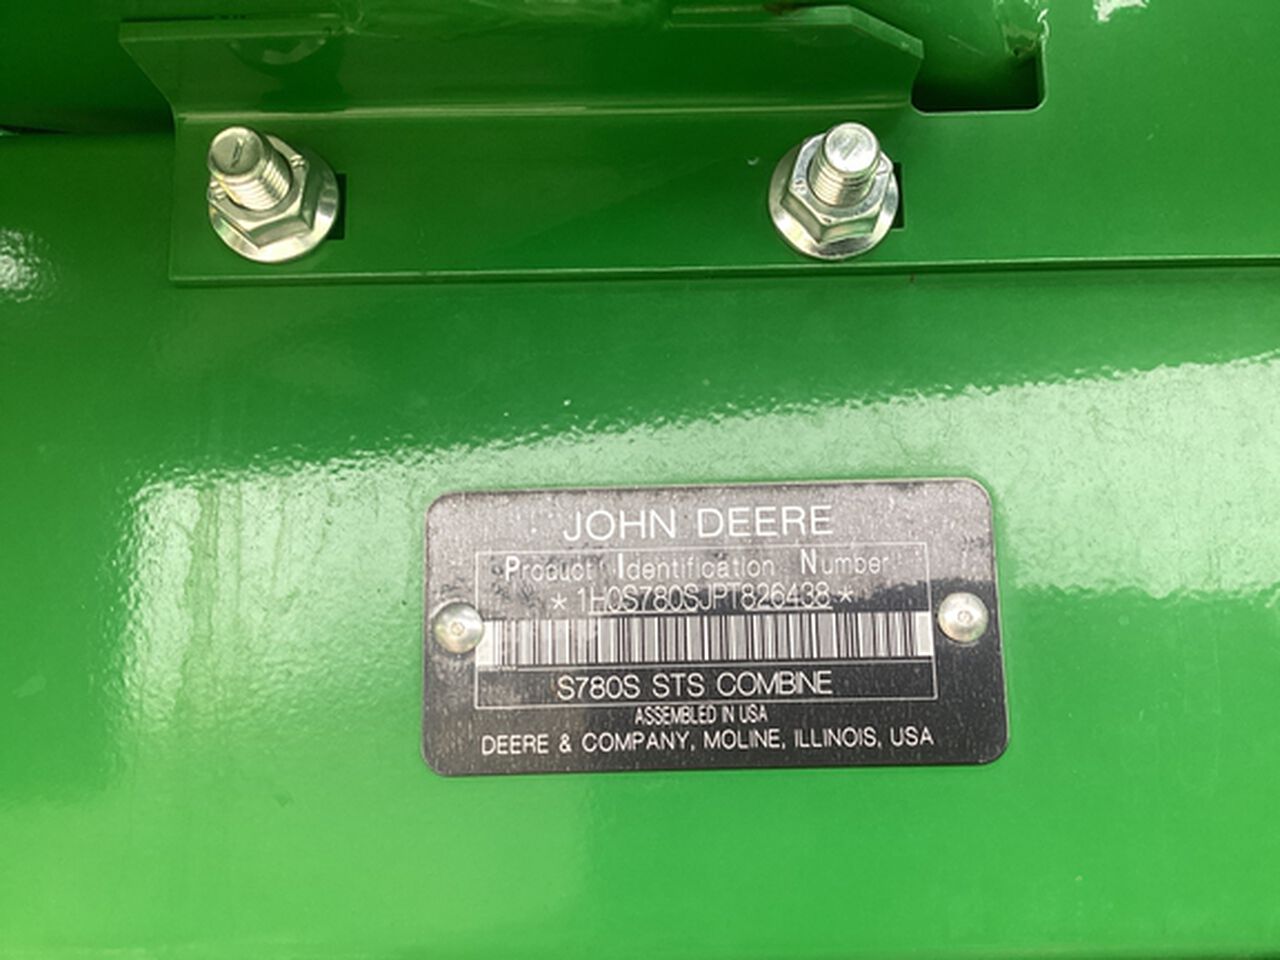 JOHN DEERE
Product Identification Number
*1H0S780SJPT826438*
S780S STS COMBINE
ASSEMBLED IN USA
DEERE & COMPANY, MOLINE, ILLINOIS, USA